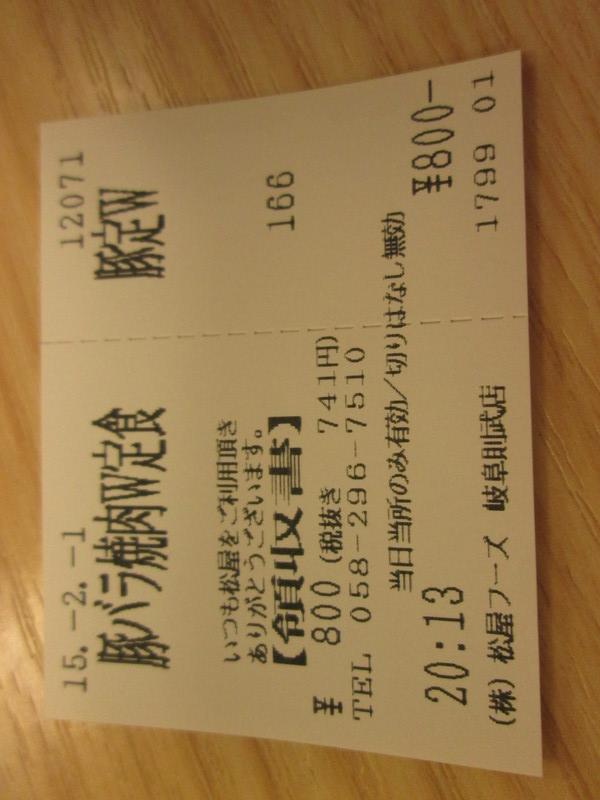 15.-2.-1 12071
豚バラ焼肉W定食 豚定W
いつも松屋をご利用頂き
ありがとうございます。
【領収書】 166
¥ 800 (税抜き 741円)
TEL 058-296-7510
当日当所のみ有効/切りはなし無効
20:13 ¥800-
(株) 松屋フーズ 岐阜則武店 1799 01